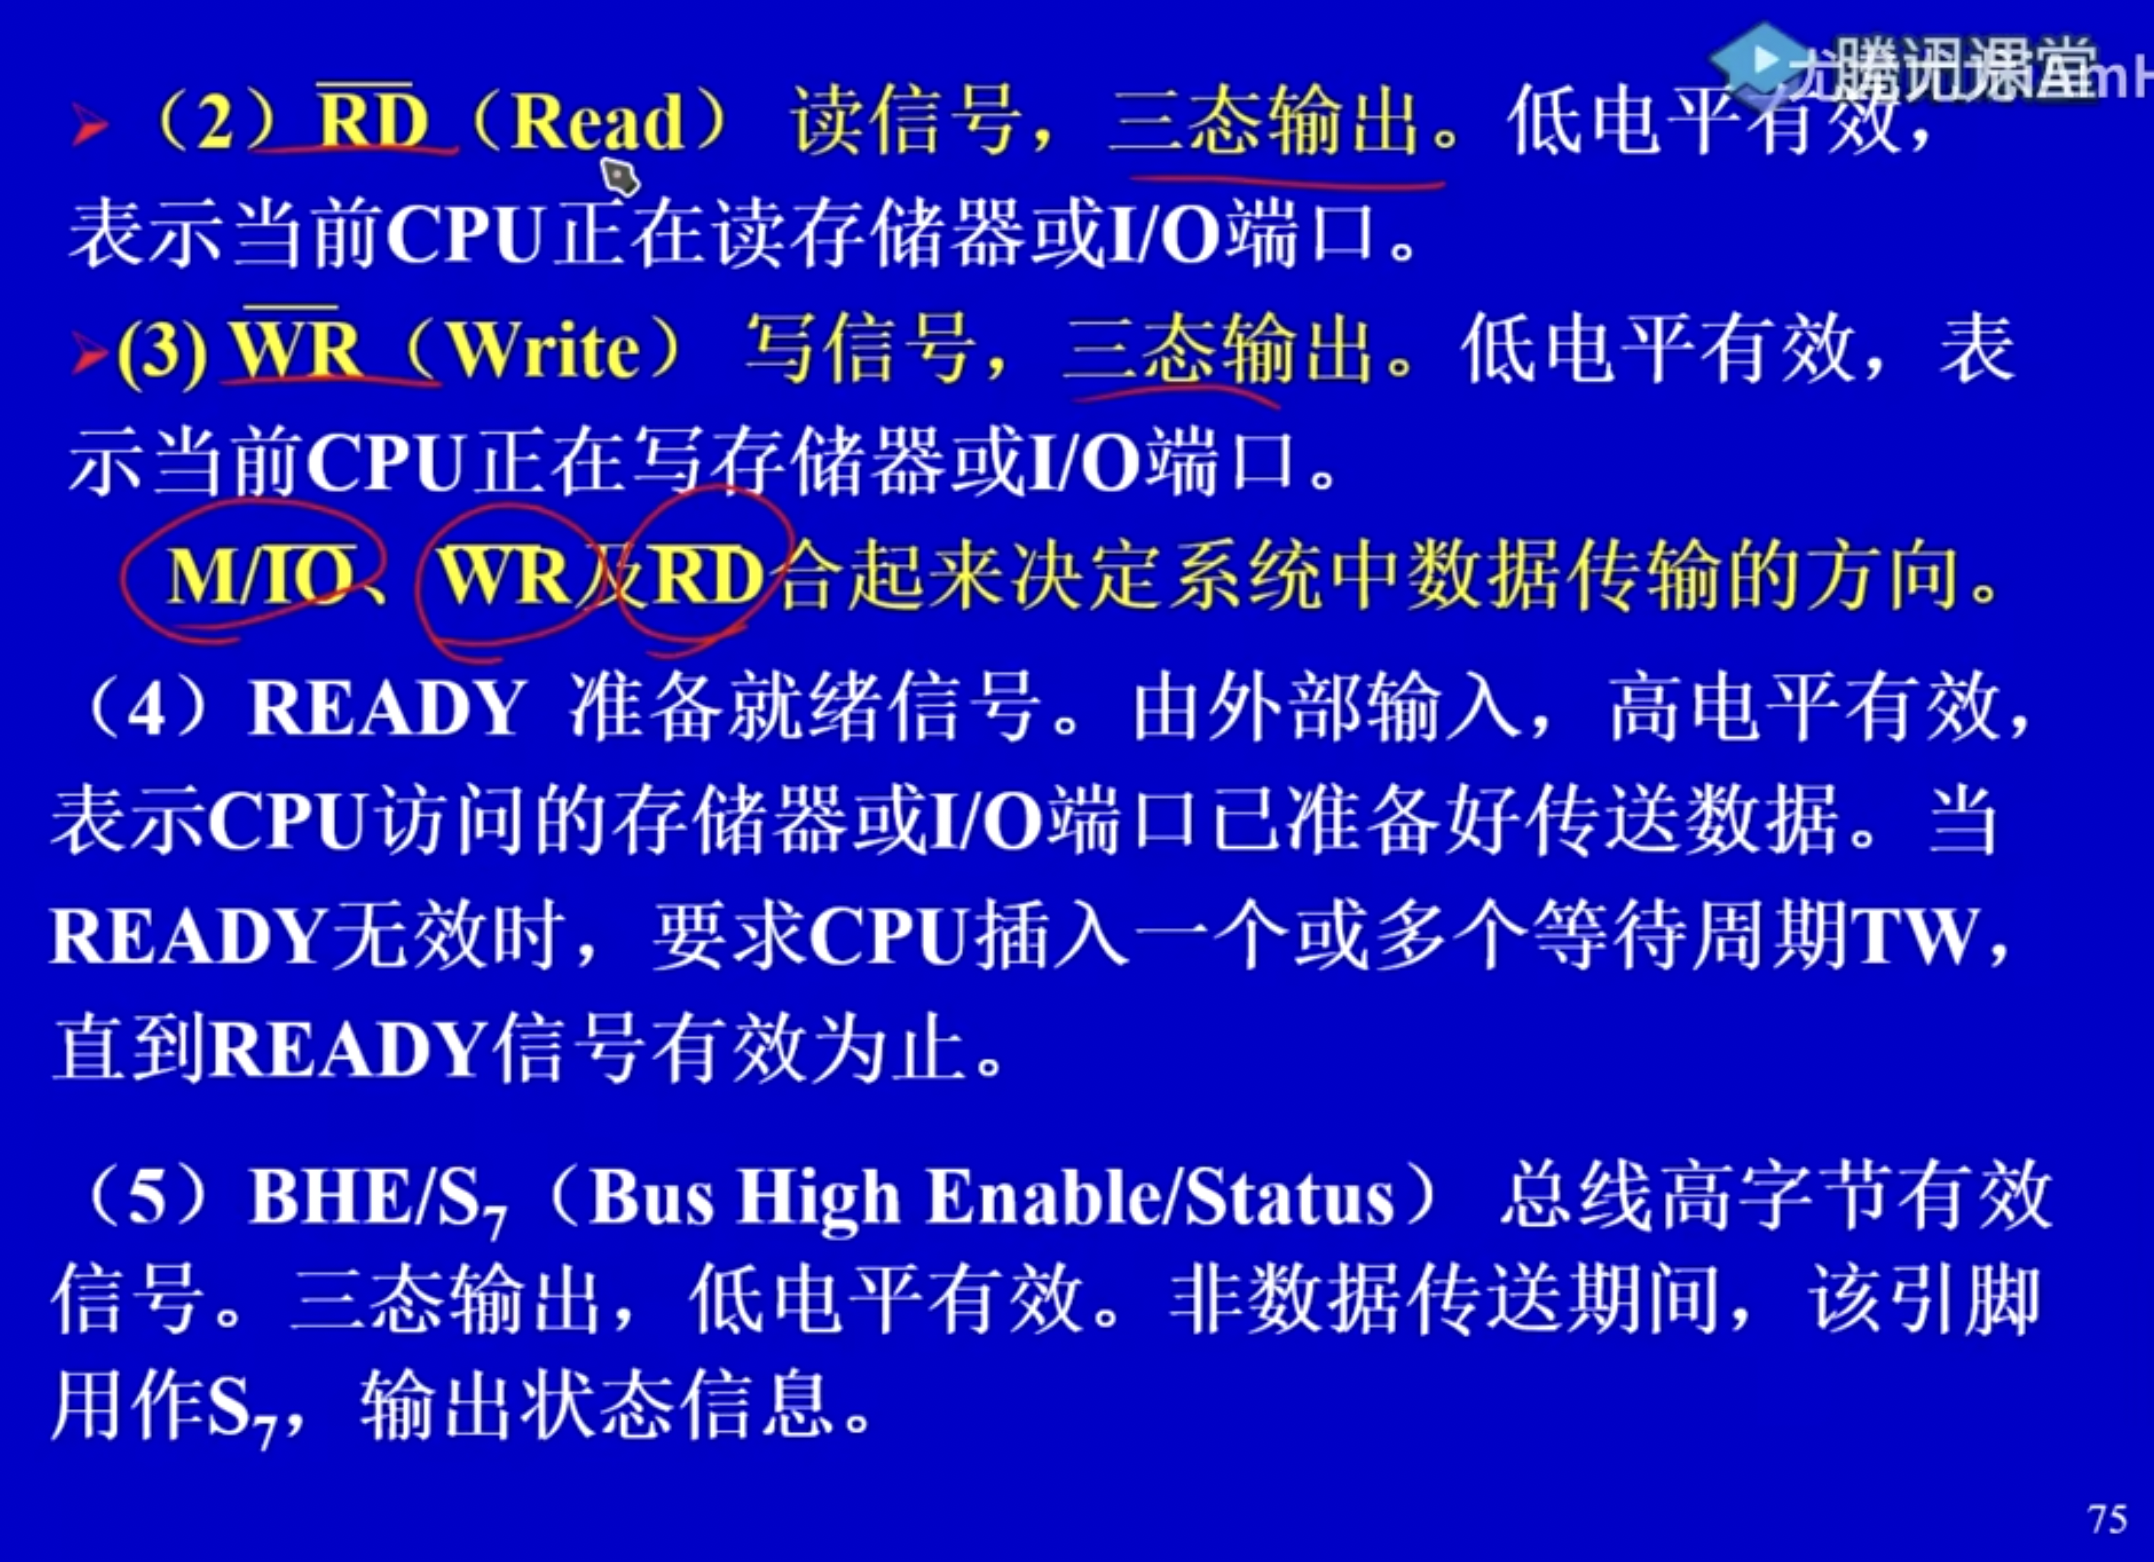 腾讯课堂
（2）R̅D̅（Read） 读信号，三态输出。低电平有效，
表示当前CPU正在读存储器或I/O端口。
(3) W̅R̅（Write） 写信号，三态输出。低电平有效，表
示当前CPU正在写存储器或I/O端口。
M/I̅O̅、W̅R̅及R̅D̅合起来决定系统中数据传输的方向。
（4）READY 准备就绪信号。由外部输入，高电平有效，
表示CPU访问的存储器或I/O端口已准备好传送数据。当
READY无效时，要求CPU插入一个或多个等待周期TW，
直到READY信号有效为止。
（5）BHE/S₇（Bus High Enable/Status） 总线高字节有效
信号。三态输出，低电平有效。非数据传送期间，该引脚
用作S₇，输出状态信息。
75